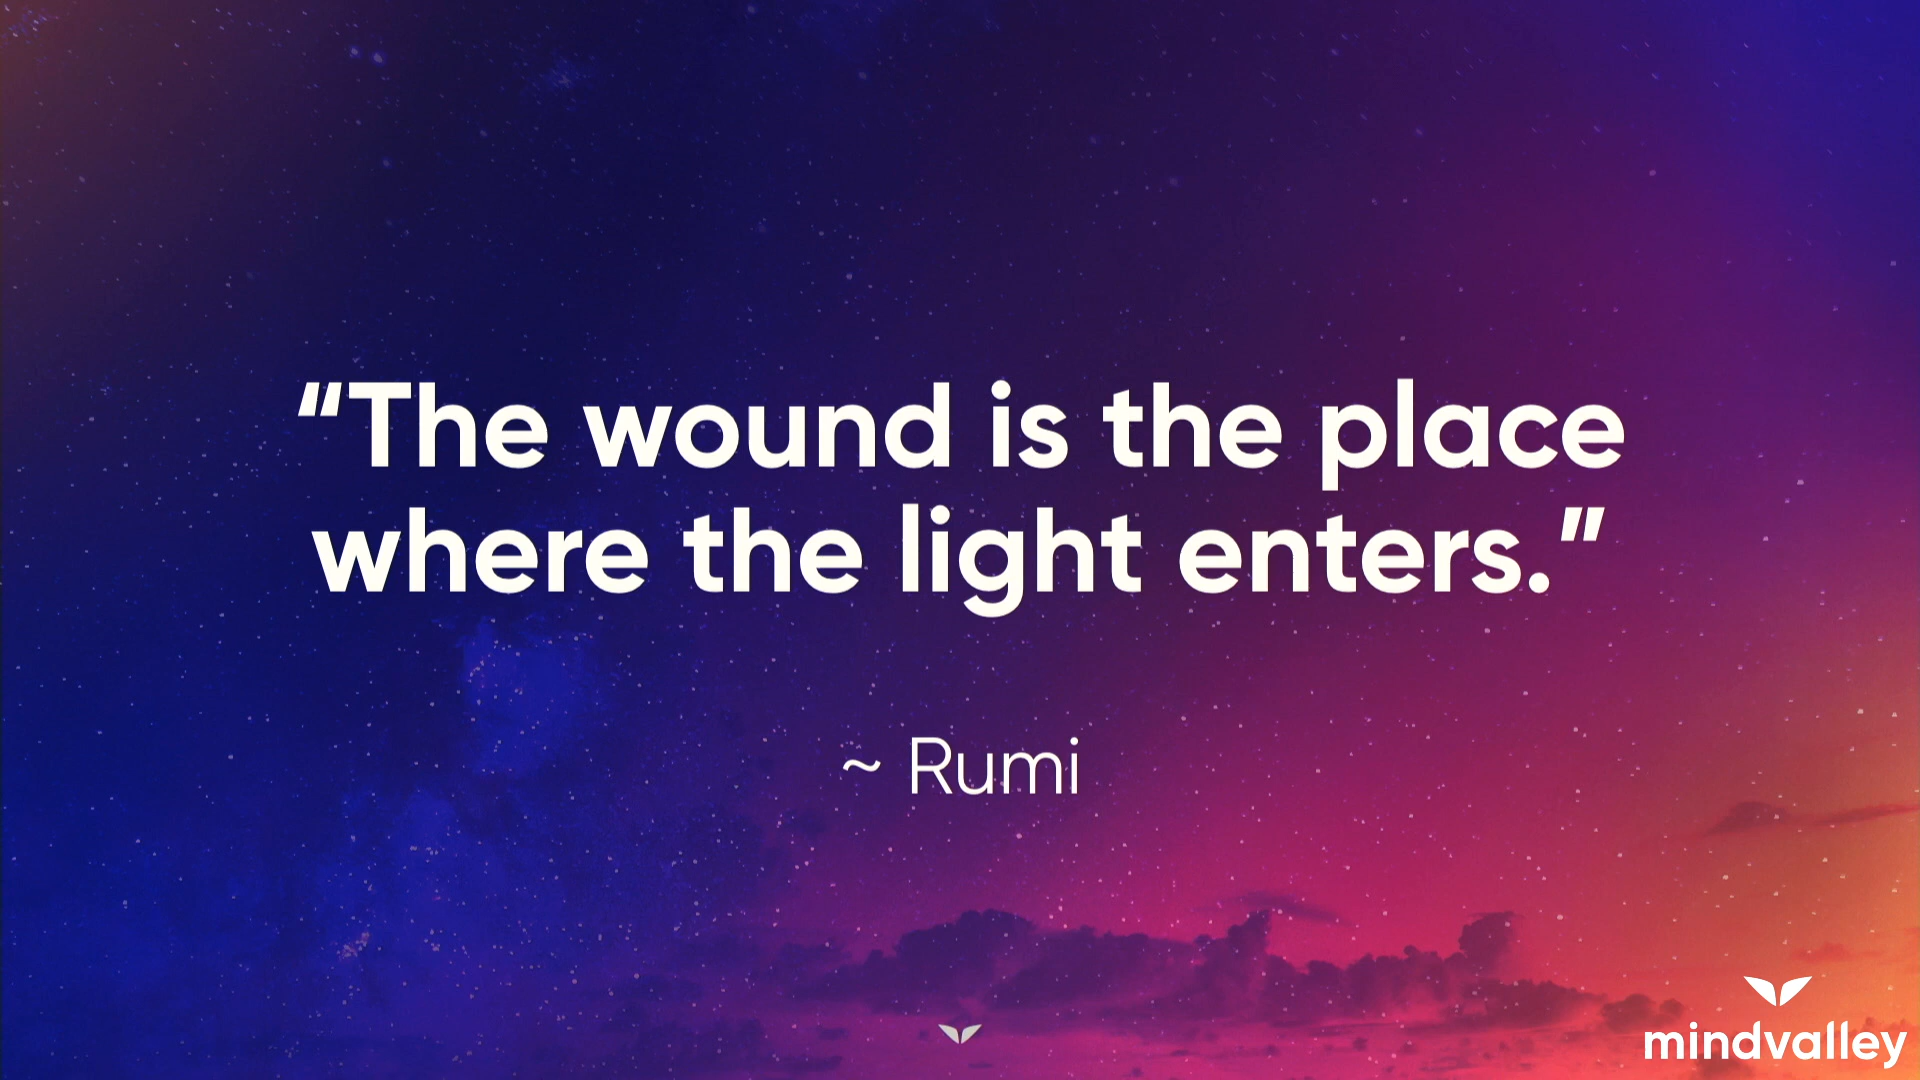 “The wound is the place
where the light enters.”
~ Rumi
mindvalley